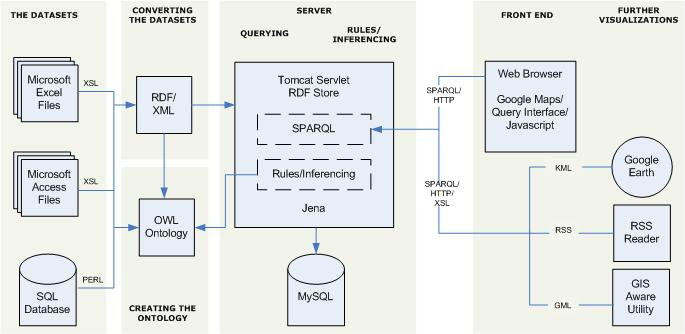 THE DATASETS
CONVERTING
THE DATASETS
SERVER
QUERYING
RULES/
INFERENCING
FRONT END
FURTHER
VISUALIZATIONS
Microsoft
Excel
Files
XSL
Microsoft
Access
Files
XSL
SQL
Database
PERL
RDF/
XML
OWL
Ontology
CREATING THE
ONTOLOGY
Tomcat Servlet
RDF Store
SPARQL
Rules/Inferencing
Jena
MySQL
SPARQL/
HTTP
SPARQL/
HTTP/
XSL
Web Browser
Google Maps/
Query Interface/
Javascript
KML
RSS
GML
Google
Earth
RSS
Reader
GIS
Aware
Utility